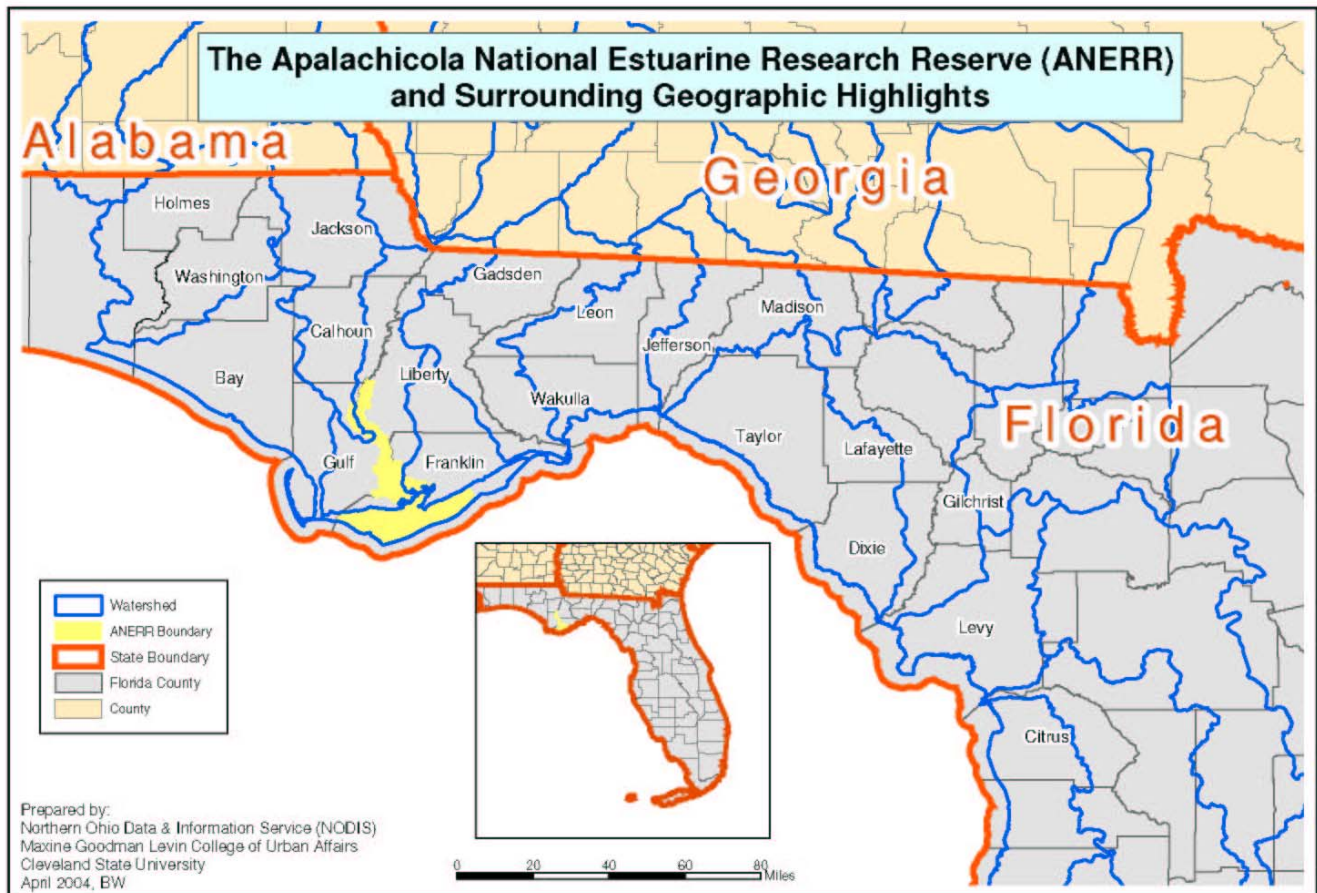 The Apalachicola National Estuarine Research Reserve (ANERR)
and Surrounding Geographic Highlights
Alabama
Georgia
Florida
Holmes
Jackson
Washington
Gadsden
Leon
Madison
Calhoun
Jefferson
Bay
Liberty
Wakulla
Taylor
Lafayette
Gulf
Franklin
Gilchrist
Dixie
Levy
Citrus
Watershed
ANERR Boundary
State Boundary
Florida County
County
Prepared by:
Northern Ohio Data & Information Service (NODIS)
Maxine Goodman Levin College of Urban Affairs
Cleveland State University
April 2004, BW
0 20 40 60 80
Miles